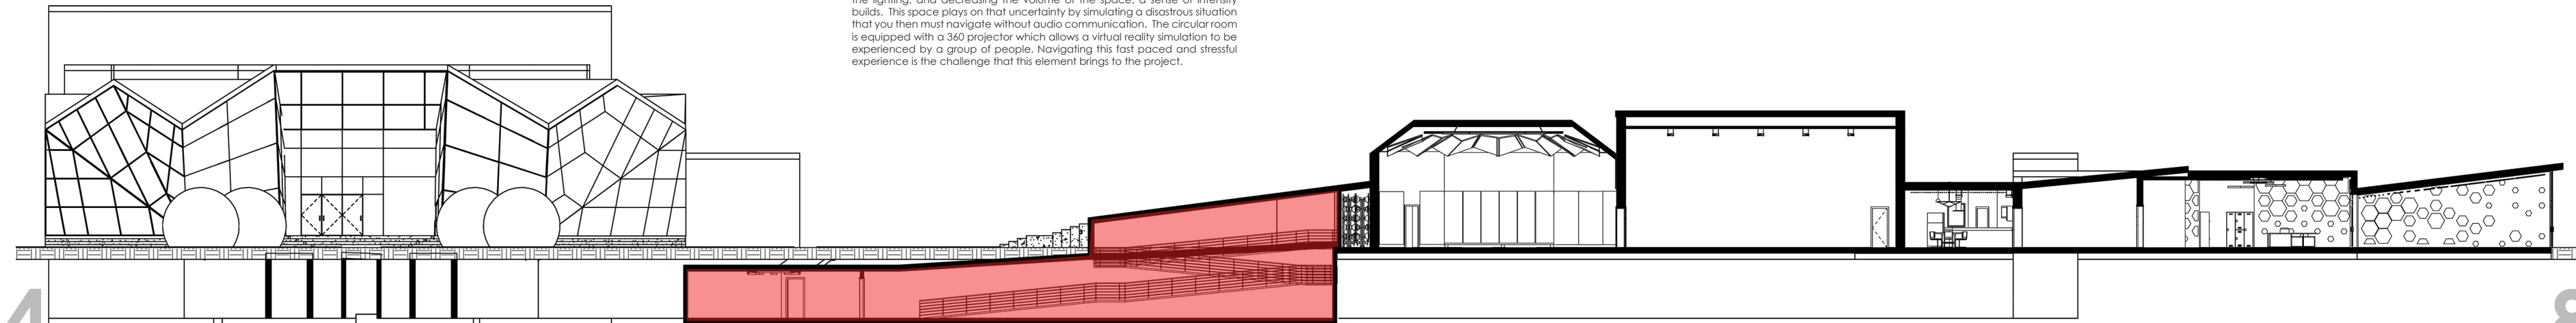 the lighting, and decreasing the volume of the space, a sense of intensity
builds. This space plays on that uncertainty by simulating a disastrous situation
that you then must navigate without audio communication. The circular room
is equipped with a 360 projector which allows a virtual reality simulation to be
experienced by a group of people. Navigating this fast paced and stressful
experience is the challenge that this element brings to the project.
4